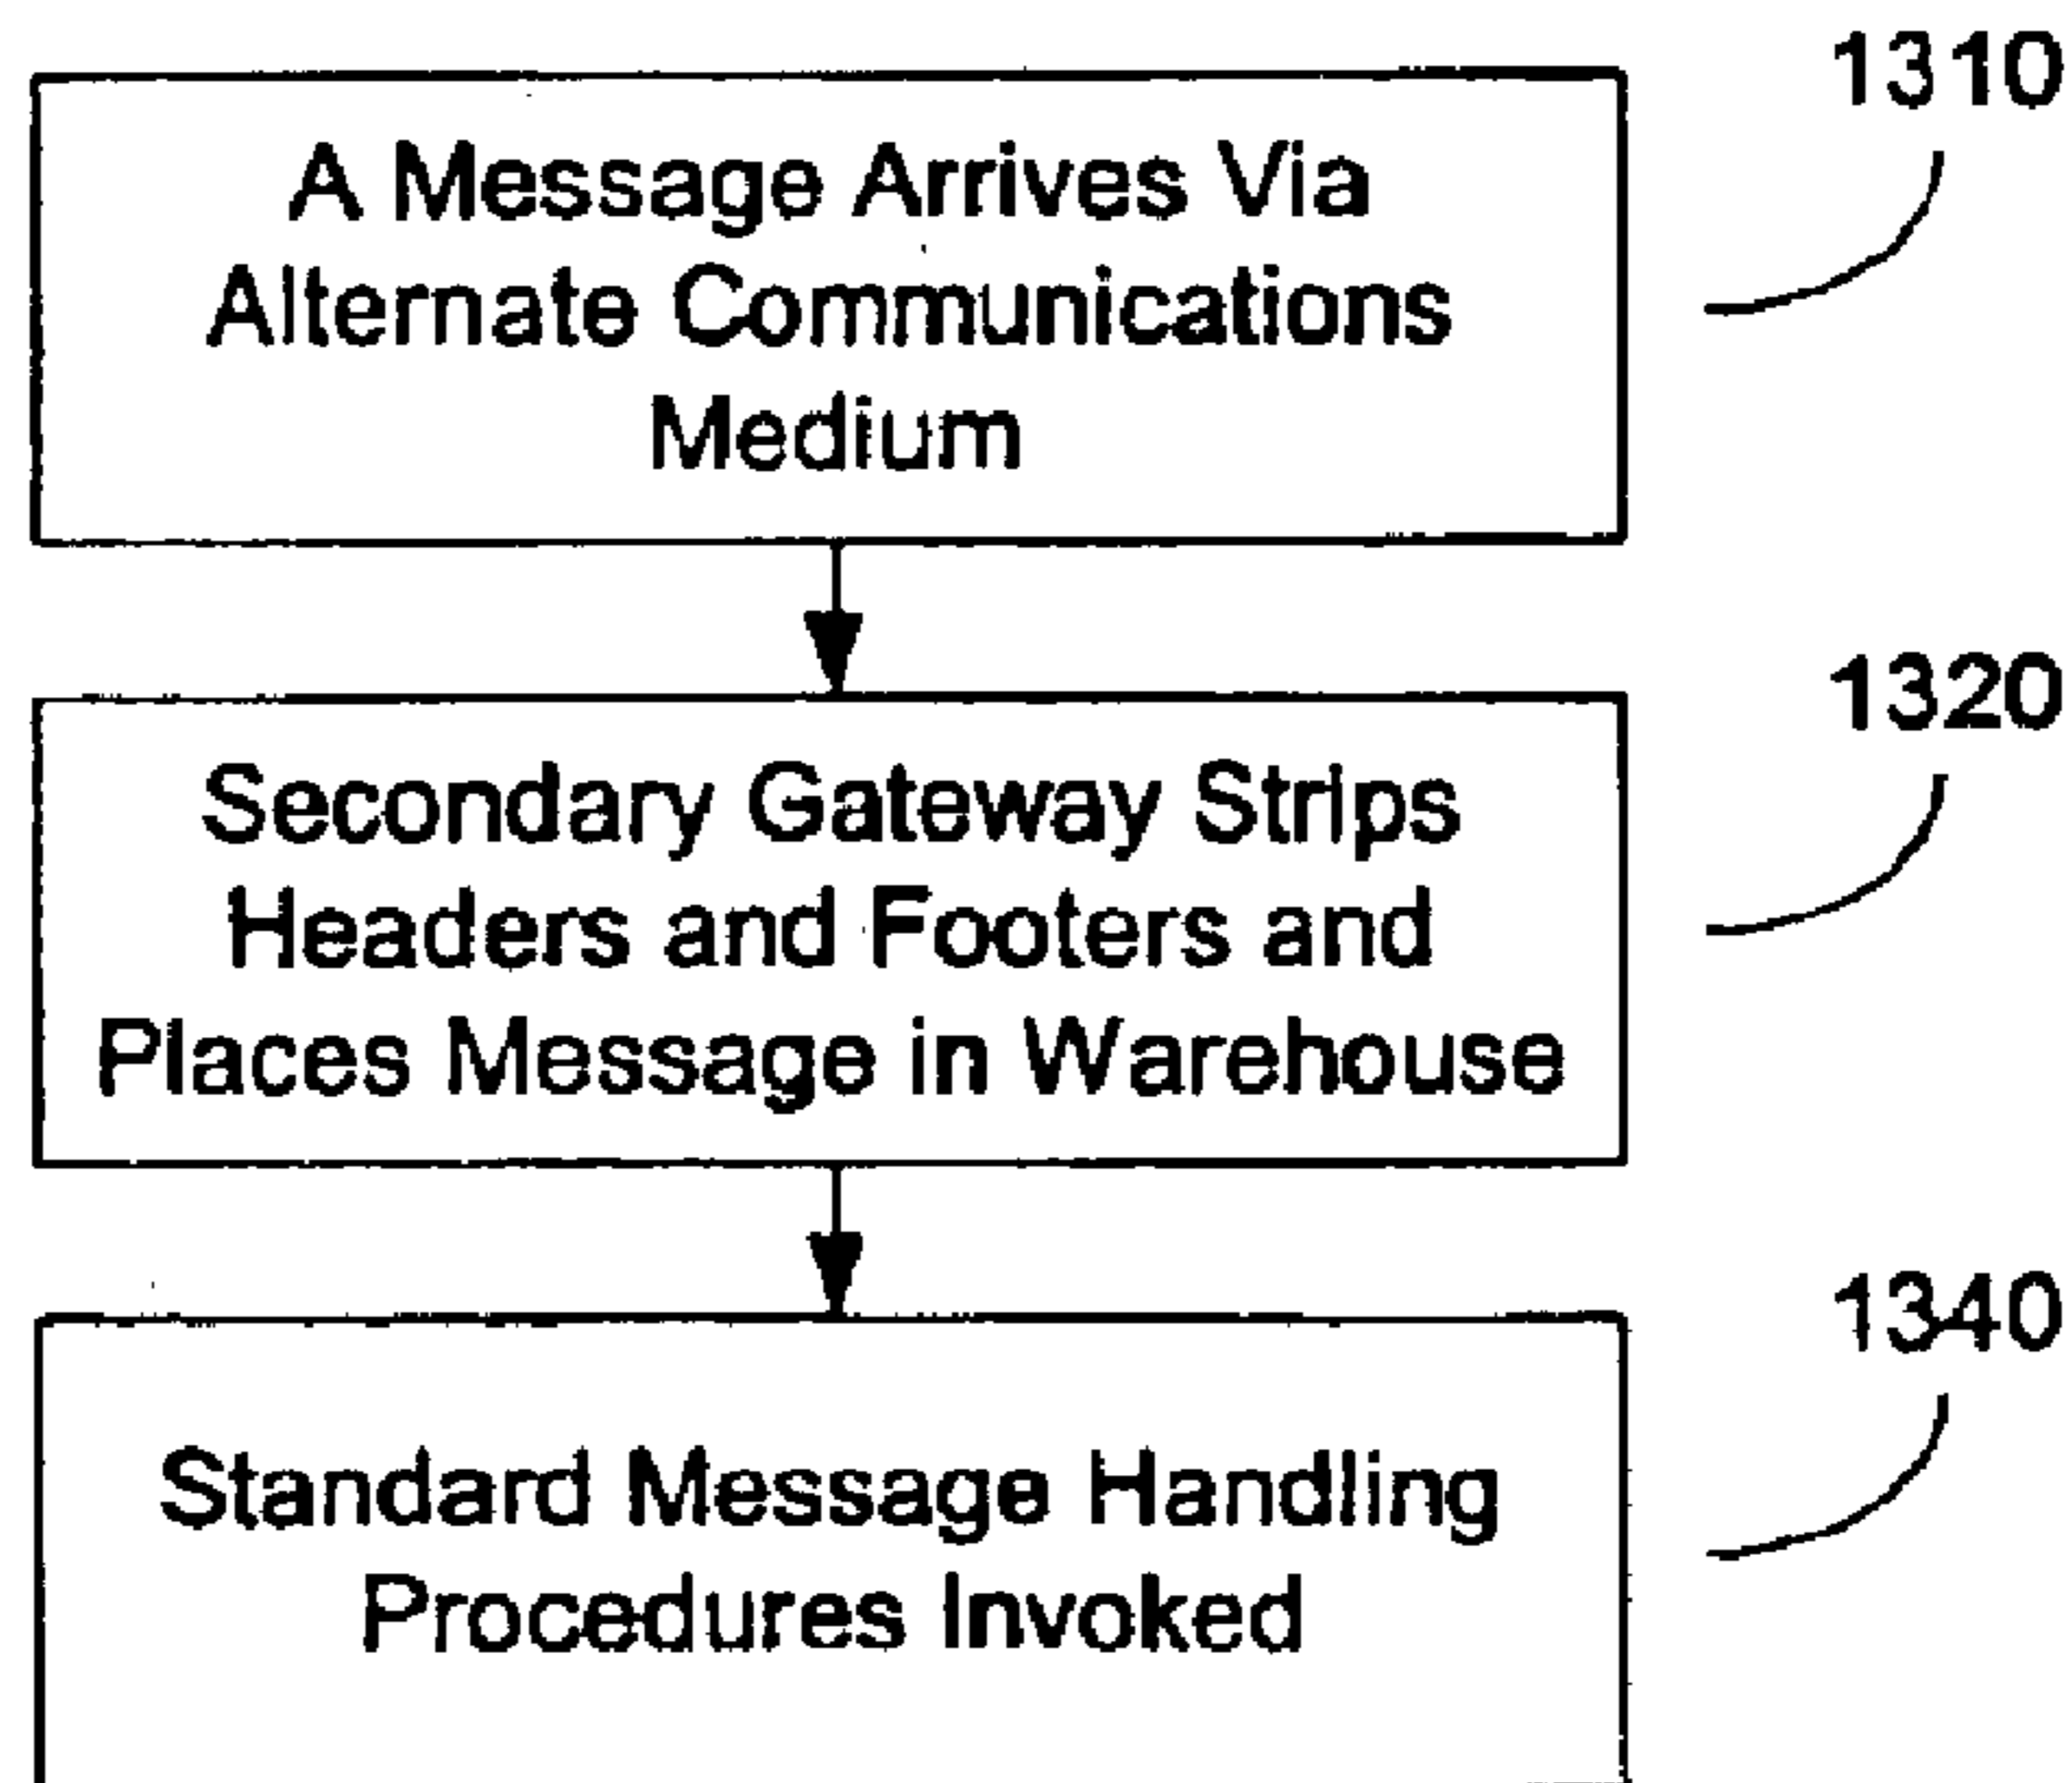 1310
A Message Arrives Via
Alternate Communications
Medium
1320
Secondary Gateway Strips
Headers and Footers and
Places Message in Warehouse
1340
Standard Message Handling
Procedures Invoked